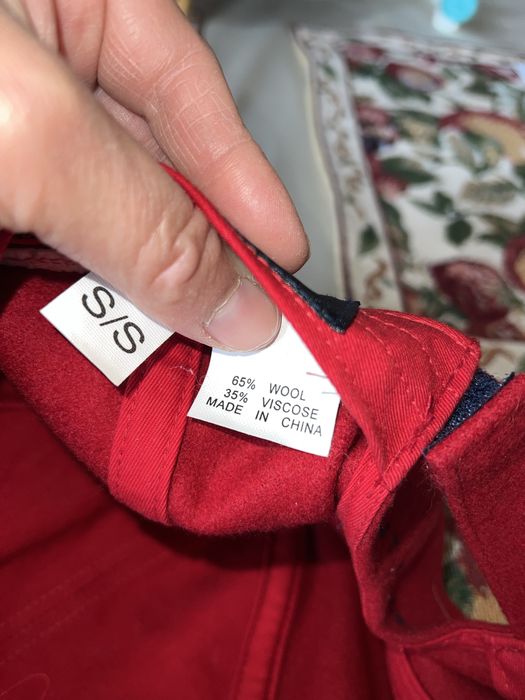 S/S
65% WOOL
35% VISCOSE
MADE IN CHINA